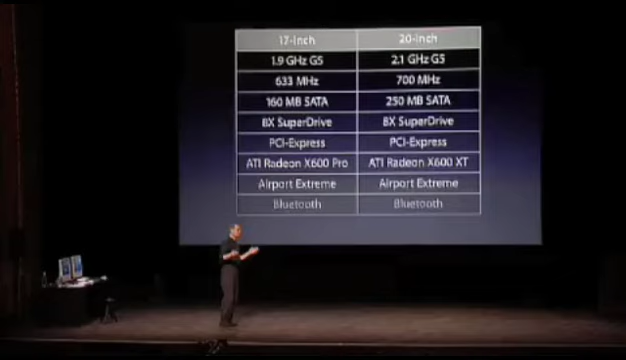 17-inch 20-inch
1.9 GHz G5 2.1 GHz G5
633 MHz 700 MHz
160 MB SATA 250 MB SATA
8X SuperDrive 8X SuperDrive
PCI-Express PCI-Express
ATI Radeon X600 Pro ATI Radeon X600 XT
Airport Extreme Airport Extreme
Bluetooth Bluetooth